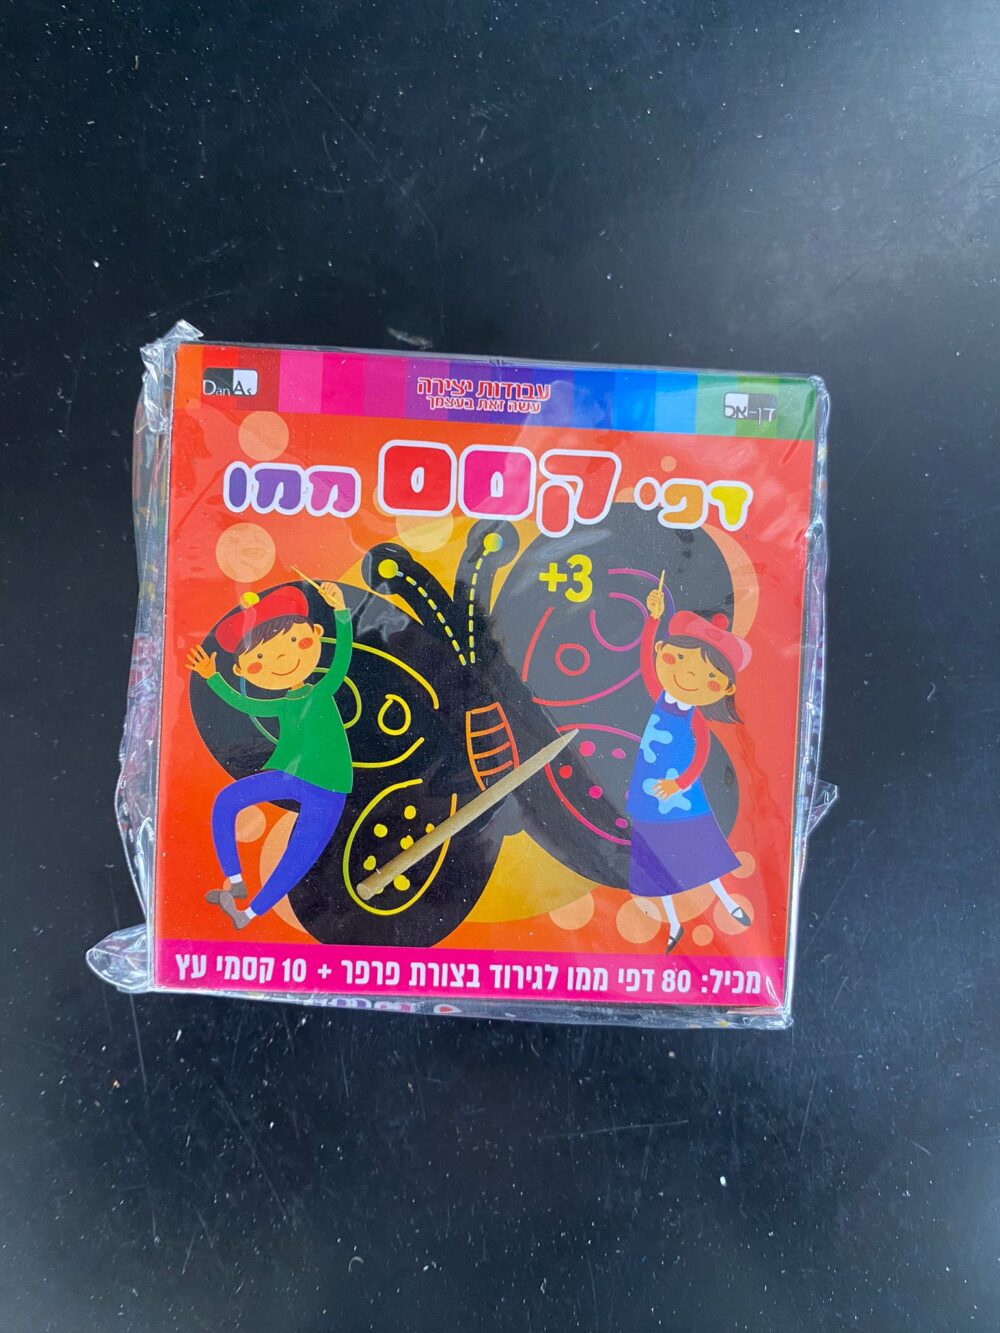 DanAs
עבודות יצירה
דן-אס
עשה זאת בעצמך
דפי קסם ממו
+3
מכיל: 80 דפי ממו לגירוד בצורת פרפר + 10 קסמי עץ